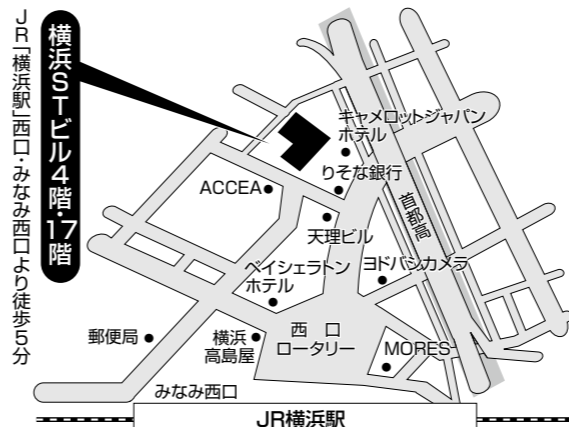 JR「横浜駅」西口・みなみ西口より徒歩5分
横浜STビル4階・17階
キャメロットジャパン
ホテル
りそな銀行
ACCEA
首都高
天理ビル
ベイシェラトン
ホテル
ヨドバシカメラ
郵便局
横浜
高島屋
西口
ロータリー
MORES
みなみ西口
JR横浜駅